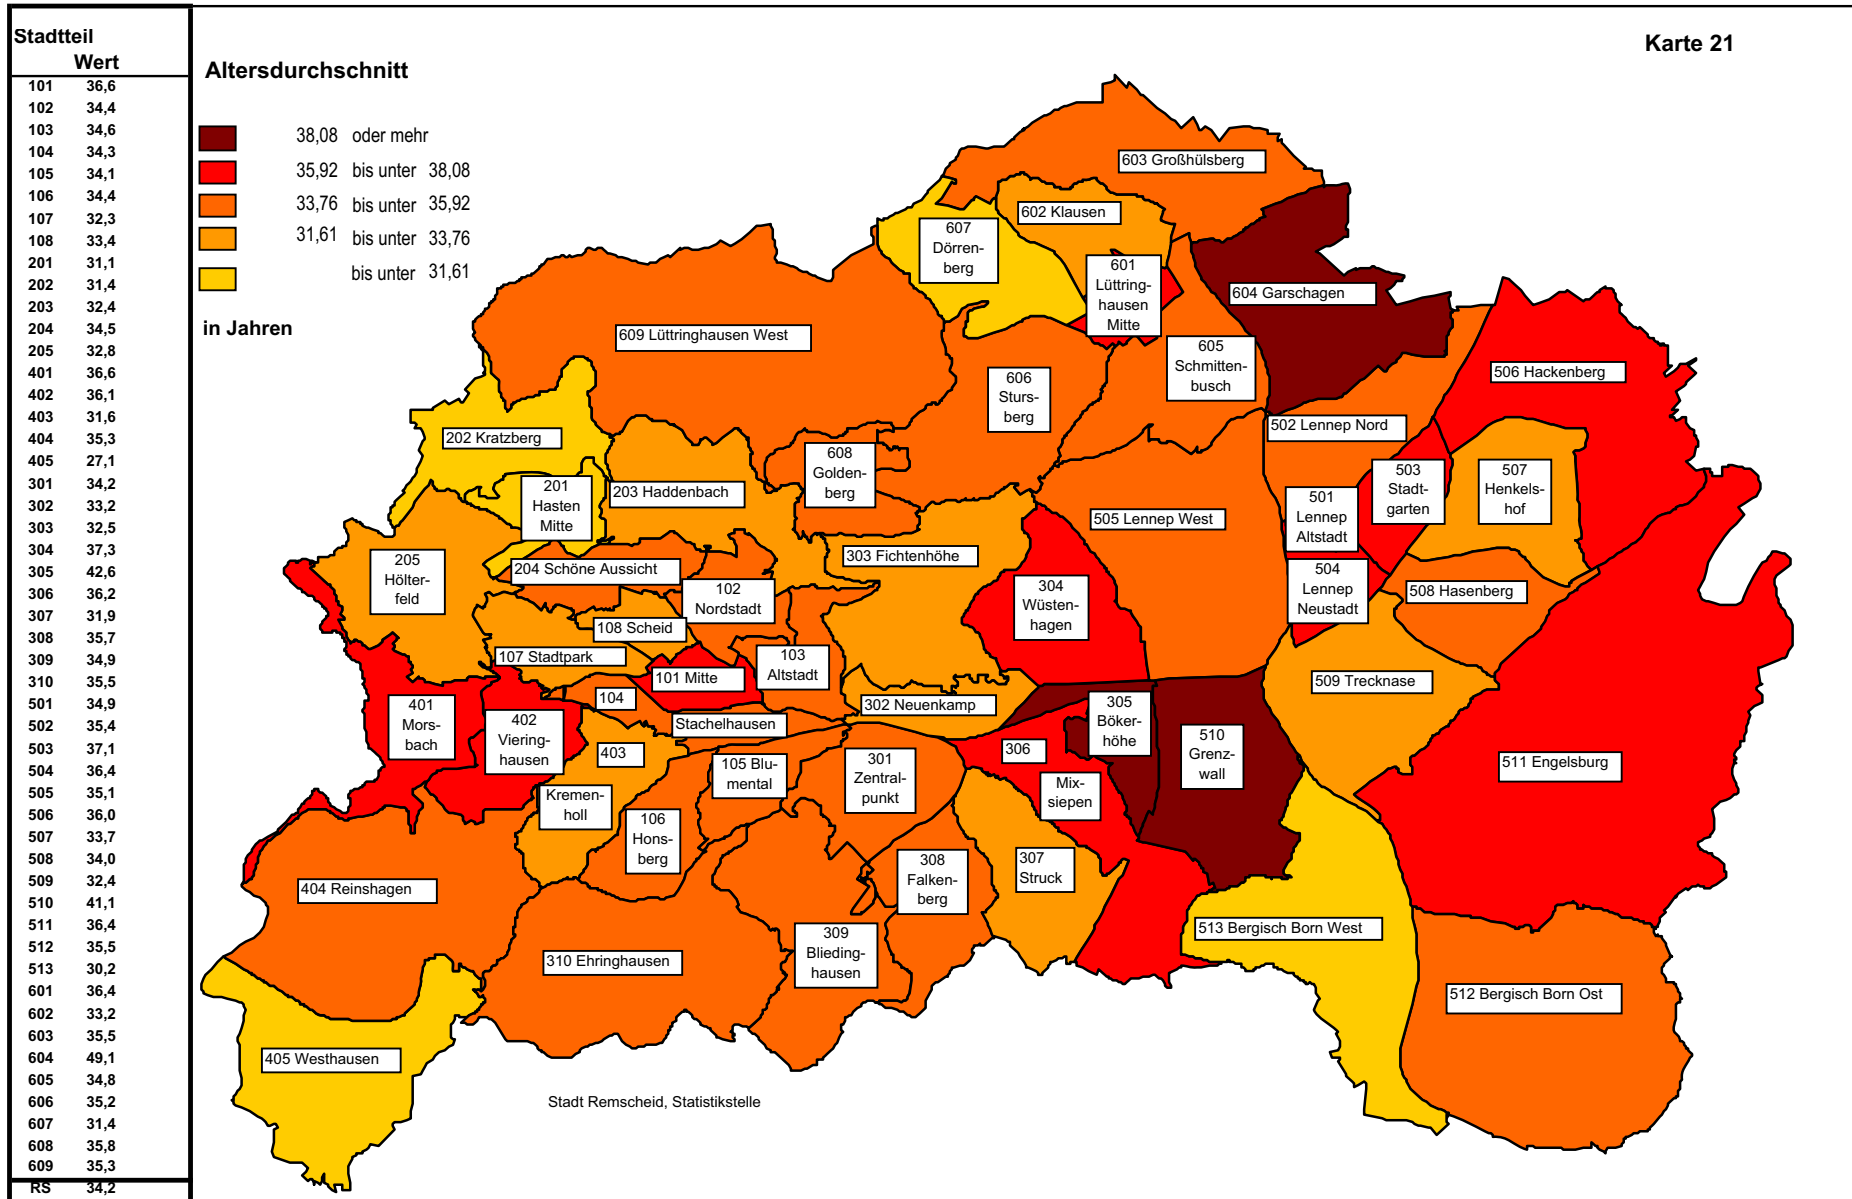 Stadtteil
Wert
101 36,6
102 34,4
103 34,6
104 34,3
105 34,1
106 34,4
107 32,3
108 33,4
201 31,1
202 31,4
203 32,4
204 34,5
205 32,8
401 36,6
402 36,1
403 31,6
404 35,3
405 27,1
301 34,2
302 33,2
303 32,5
304 37,3
305 42,6
306 36,2
307 31,9
308 35,7
309 34,9
310 35,5
501 34,9
502 35,4
503 37,1
504 36,4
505 35,1
506 36,0
507 33,7
508 34,0
509 32,4
510 41,1
511 36,4
512 35,5
513 30,2
601 36,4
602 33,2
603 35,5
604 49,1
605 34,8
606 35,2
607 31,4
608 35,8
609 35,3
RS 34,2
Karte 21
Altersdurchschnitt
38,08 oder mehr
35,92 bis unter 38,08
33,76 bis unter 35,92
31,61 bis unter 33,76
bis unter 31,61
in Jahren
603 Großhülsberg
602 Klausen
607
Dörren-
berg
601
Lüttring-
hausen
Mitte
604 Garschagen
609 Lüttringhausen West
605
Schmitten-
busch
606
Stursberg
berg
506 Hackenberg
502 Lennep Nord
202 Kratzberg
608
Golden-
berg
503
Stadt-
garten
507
Henkels-
hof
201
Hasten
Mitte
203 Haddenbach
501
Lennep
Altstadt
505 Lennep West
303 Fichtenhöhe
205
Hölter-
feld
204 Schöne Aussicht
102
Nordstadt
304
Wüsten-
hagen
504
Lennep
Neustadt
508 Hasenberg
108 Scheid
107 Stadtpark
103
Altstadt
101 Mitte
509 Trecknase
104
Stachelhausen
302 Neuenkamp
305
Böker-
höhe
401
Mors-
bach
402
Viering-
hausen
403
Kremen-
holl
105 Blu-
mental
301
Zentral-
punkt
306
Mix-
siepen
510
Grenz-
wall
511 Engelsburg
106
Hons-
berg
308
Falken-
berg
307
Struck
404 Reinshagen
513 Bergisch Born West
309
Blieding-
hausen
310 Ehringhausen
512 Bergisch Born Ost
405 Westhausen
Stadt Remscheid, Statistikstelle